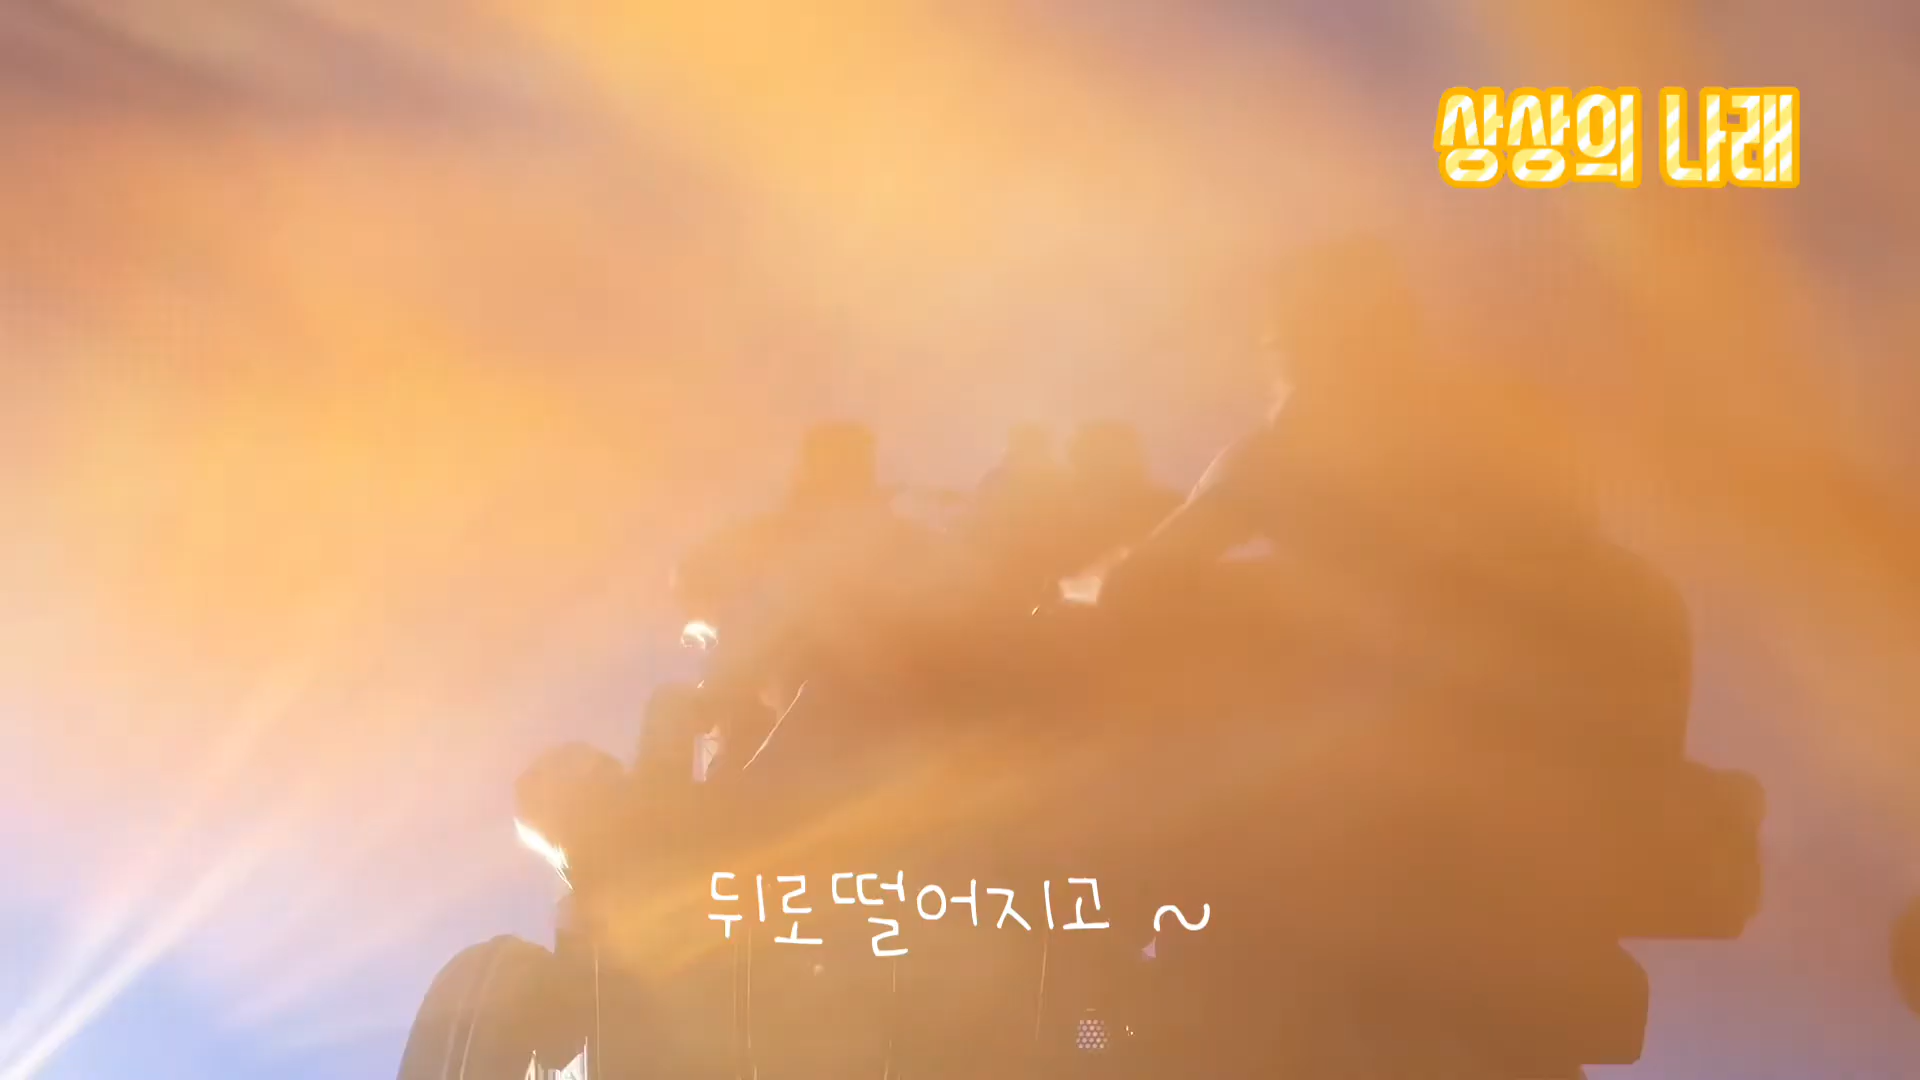 상상의 나래
뒤로 떨어지고 ~